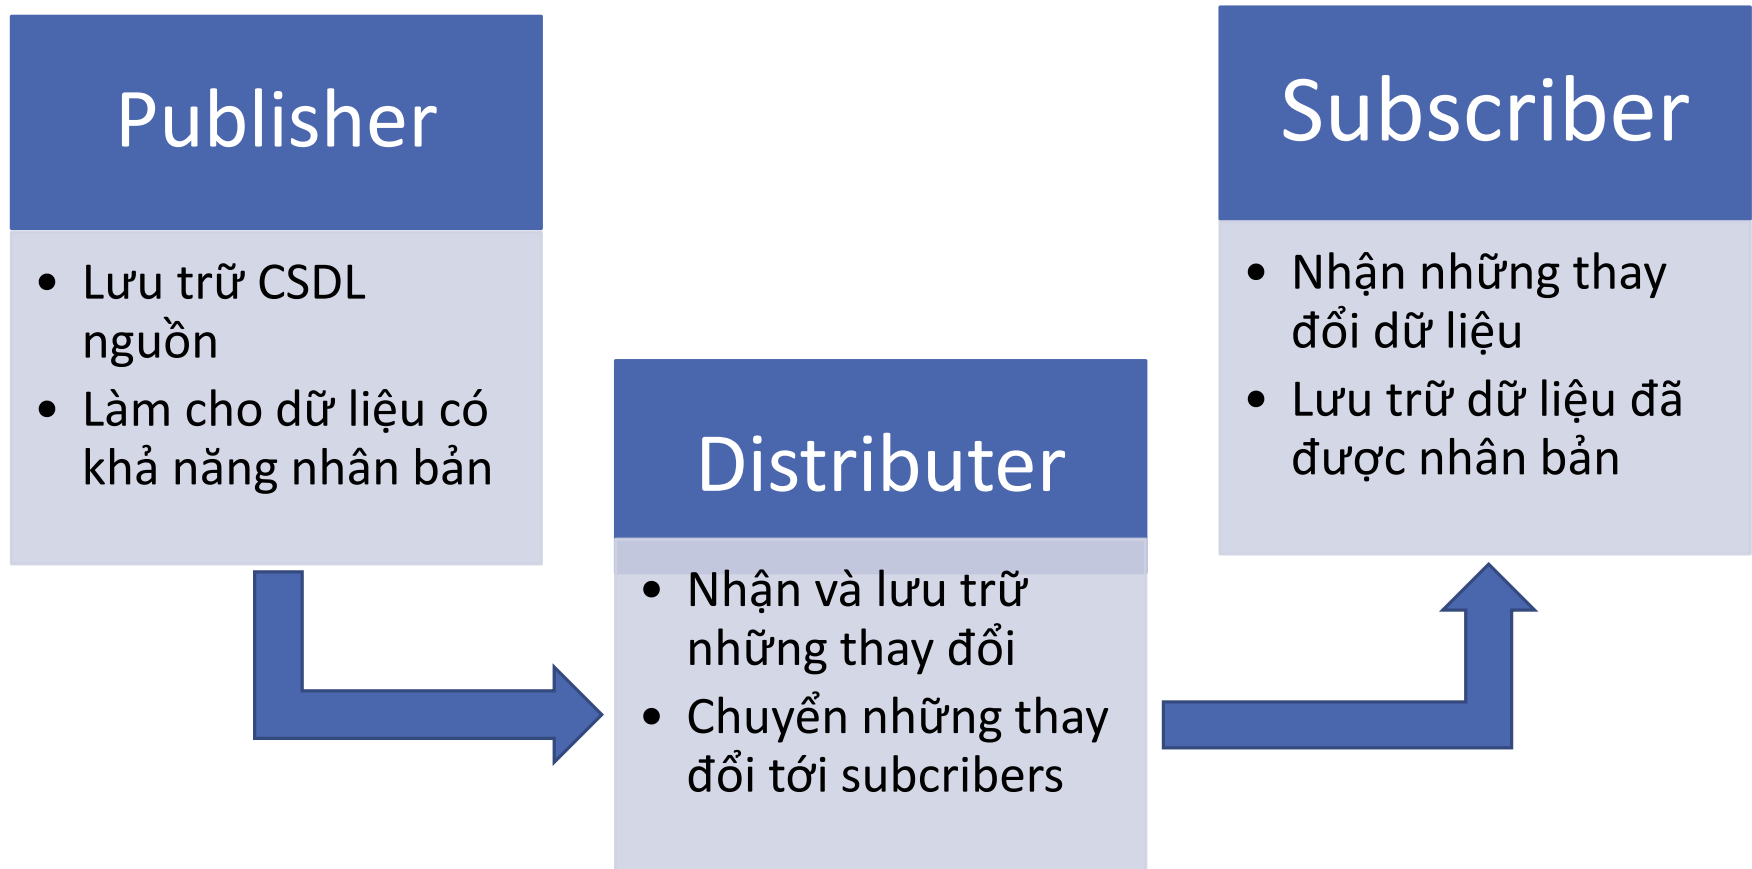 Publisher
• Lưu trữ CSDL
nguồn
• Làm cho dữ liệu có
khả năng nhân bản
Distributer
• Nhận và lưu trữ
những thay đổi
• Chuyển những thay
đổi tới subcribers
Subscriber
• Nhận những thay
đổi dữ liệu
• Lưu trữ dữ liệu đã
được nhân bản